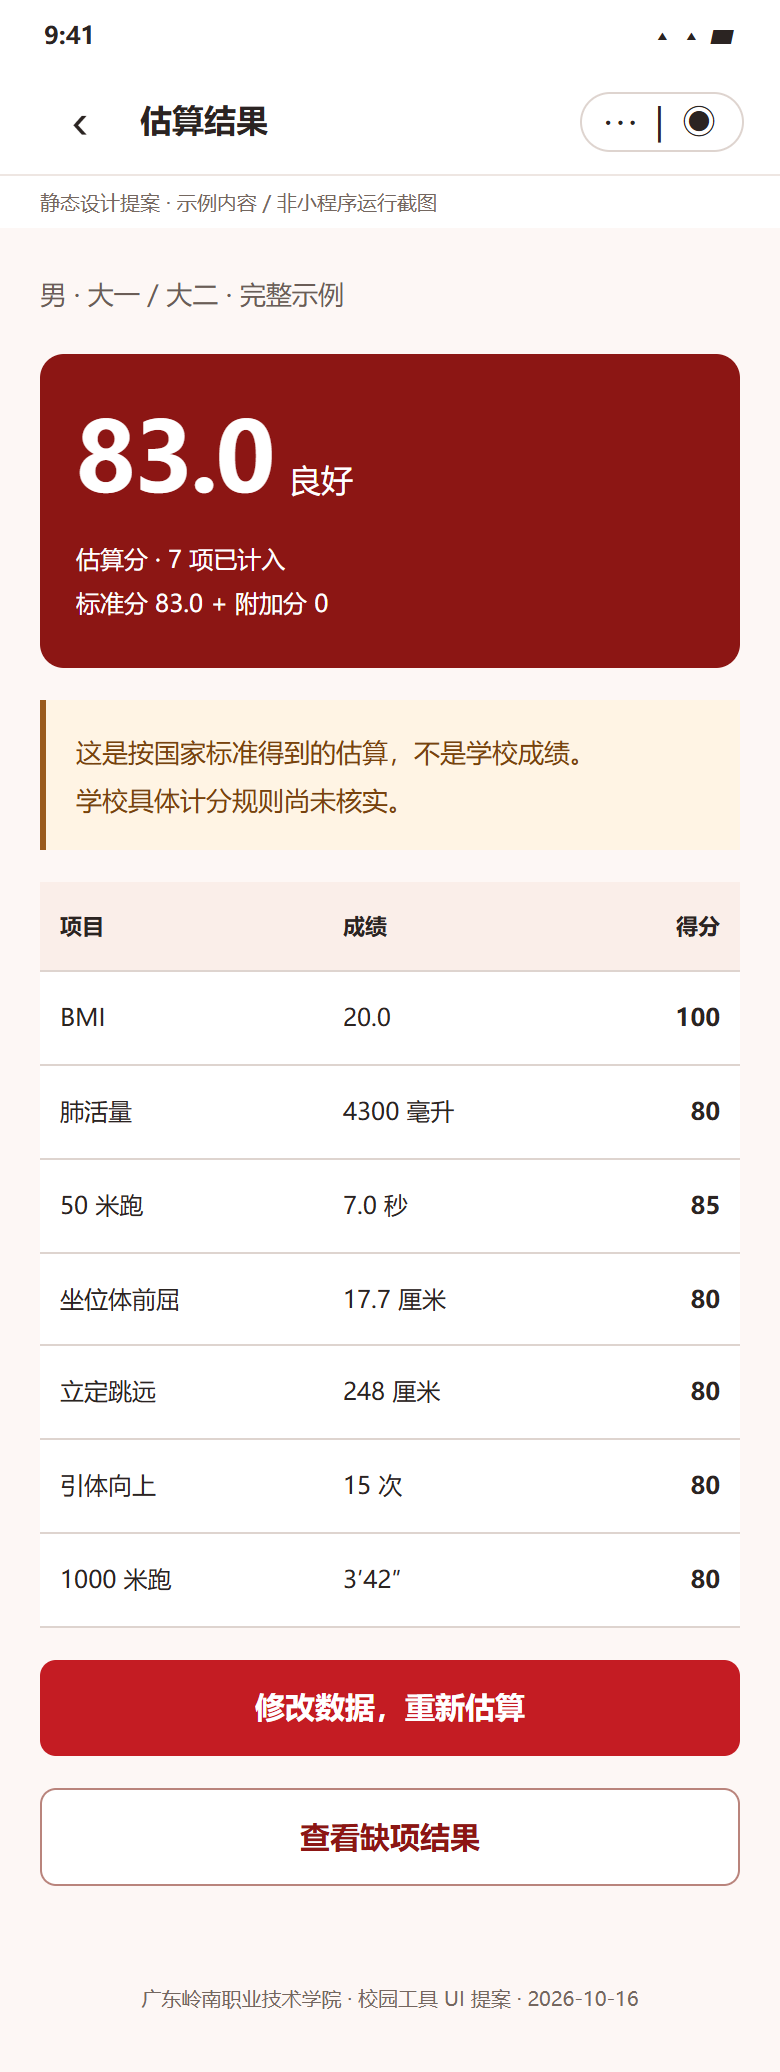 9:41
‹ 估算结果
静态设计提案 · 示例内容 / 非小程序运行截图
男 · 大一 / 大二 · 完整示例
83.0 良好
估算分 · 7 项已计入
标准分 83.0 + 附加分 0
这是按国家标准得到的估算，不是学校成绩。
学校具体计分规则尚未核实。
项目 成绩 得分
BMI 20.0 100
肺活量 4300 毫升 80
50 米跑 7.0 秒 85
坐位体前屈 17.7 厘米 80
立定跳远 248 厘米 80
引体向上 15 次 80
1000 米跑 3′42″ 80
修改数据，重新估算
查看缺项结果
广东岭南职业技术学院 · 校园工具 UI 提案 · 2026-10-16